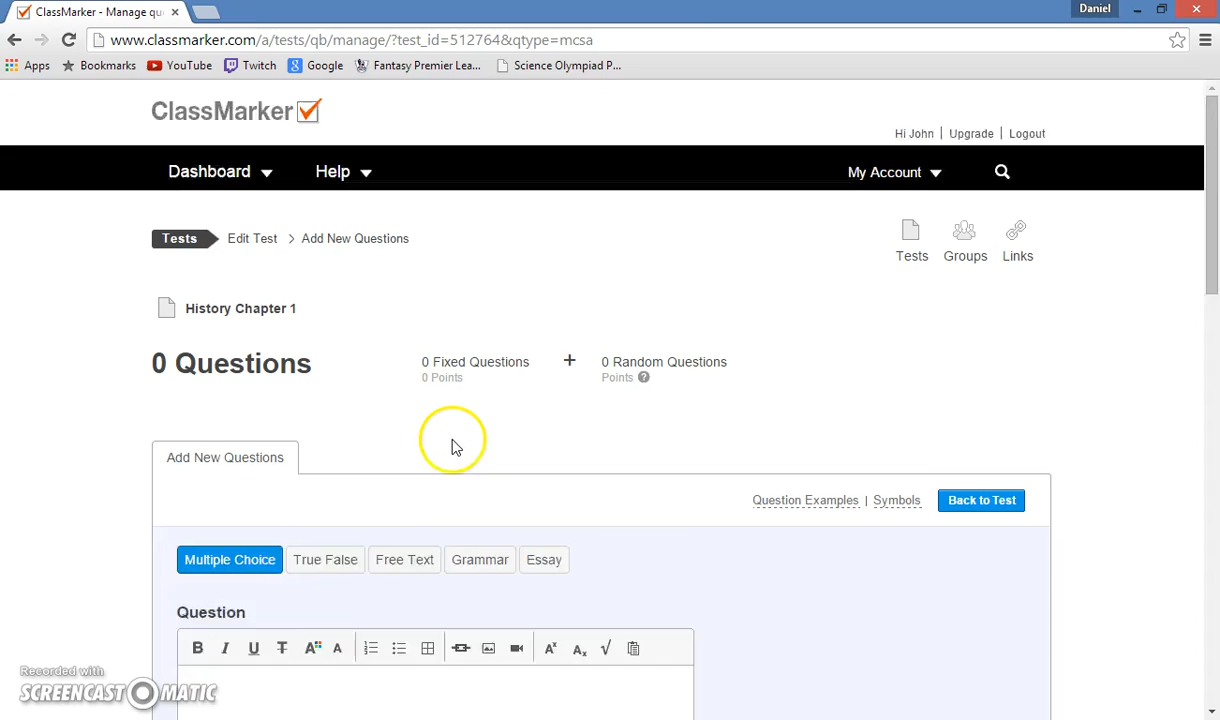 ClassMarker - Manage qu
Daniel
www.classmarker.com/a/tests/qb/manage/?test_id=512764&qtype=mcsa
Apps Bookmarks YouTube Twitch Google Fantasy Premier Lea... Science Olympiad P...
ClassMarker
Hi John | Upgrade | Logout
Dashboard Help My Account
Tests Edit Test > Add New Questions
Tests Groups Links
History Chapter 1
0 Questions 0 Fixed Questions + 0 Random Questions
0 Points Points ?
Add New Questions
Question Examples | Symbols Back to Test
Multiple Choice True False Free Text Grammar Essay
Question
B I U T A A Aˣ Aₓ √
Recorded with
SCREENCAST MATIC